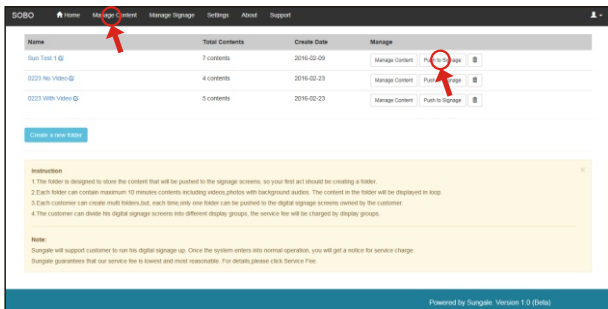 SOBO Home Manage Content Manage Signage Settings About Support
Name Total Contents Create Date Manage
Sun Test 1 7 contents 2016-02-09 Manage Content Push to Signage
0223 No Video 4 contents 2016-02-23 Manage Content Push to Signage
0223 With Video 5 contents 2016-02-23 Manage Content Push to Signage
Create a new folder
Instruction ×
1.The folder is designed to store the content that will be pushed to the signage screens, so your first act should be creating a folder.
2.Each folder can contain maximum 10 minutes contents including videos,photos with background audios. The content in the folder will be displayed in loop.
3.Each customer can create multi folders,but, each time,only one folder can be pushed to the digital signage screens owned by the customer.
4.The customer can divide his digital signage screens into different display groups, the service fee will be charged by display groups.
Note:
Sungale will support customer to run his digital signage up. Once the system enters into normal operation, you will get a notice for service charge.
Sungale guarantees that our service fee is lowest and most reasonable. For details please click Service Fee.
Powered by Sungale. Version 1.0 (Beta)